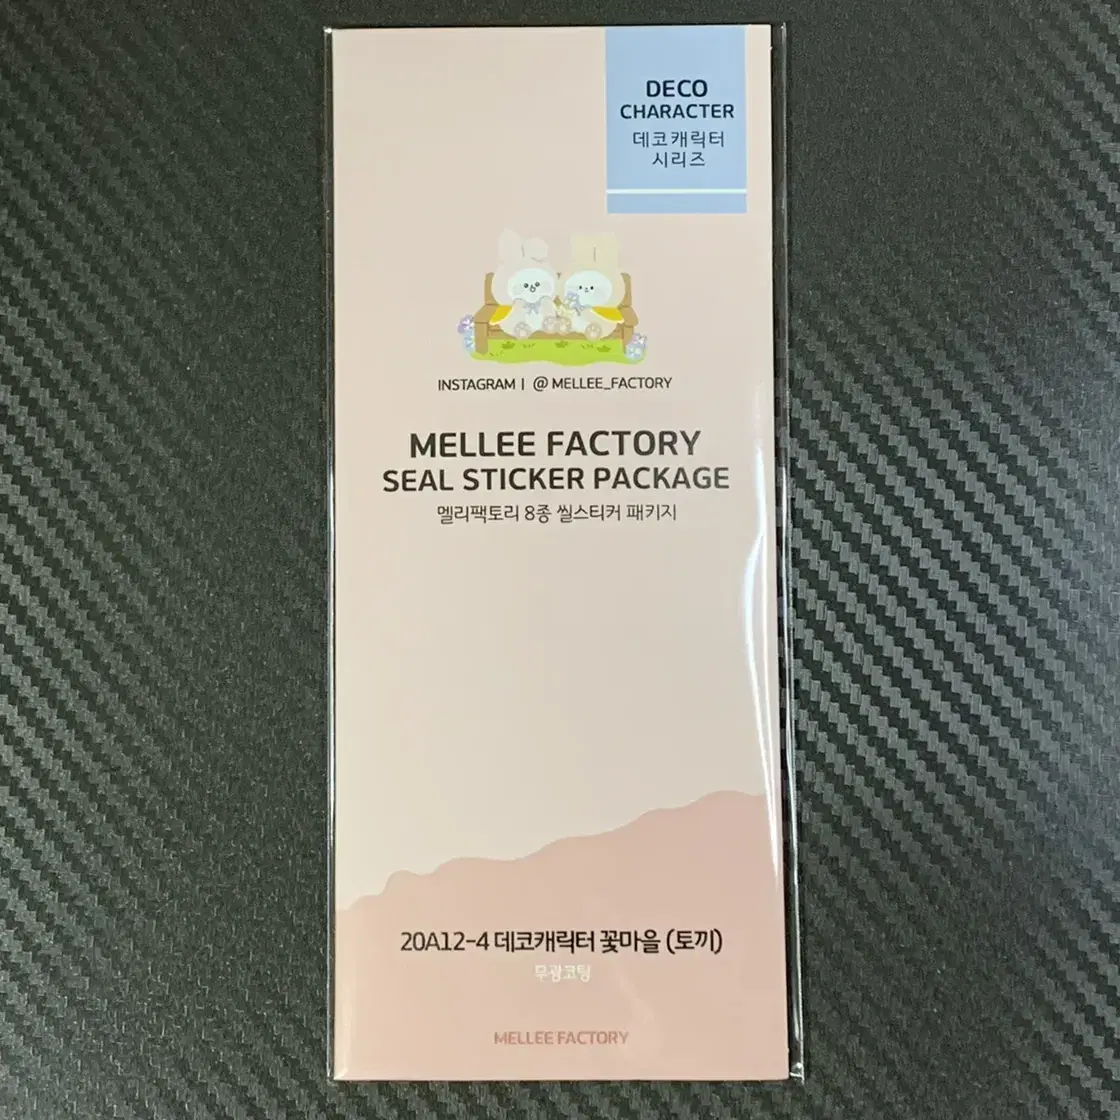 DECO
CHARACTER
데코캐릭터
시리즈
INSTAGRAM I @ MELLEE_FACTORY
MELLEE FACTORY
SEAL STICKER PACKAGE
멜리팩토리 8종 씰스티커 패키지
20A12-4 데코캐릭터 꽃마을 (토끼)
무광코팅
MELLEE FACTORY